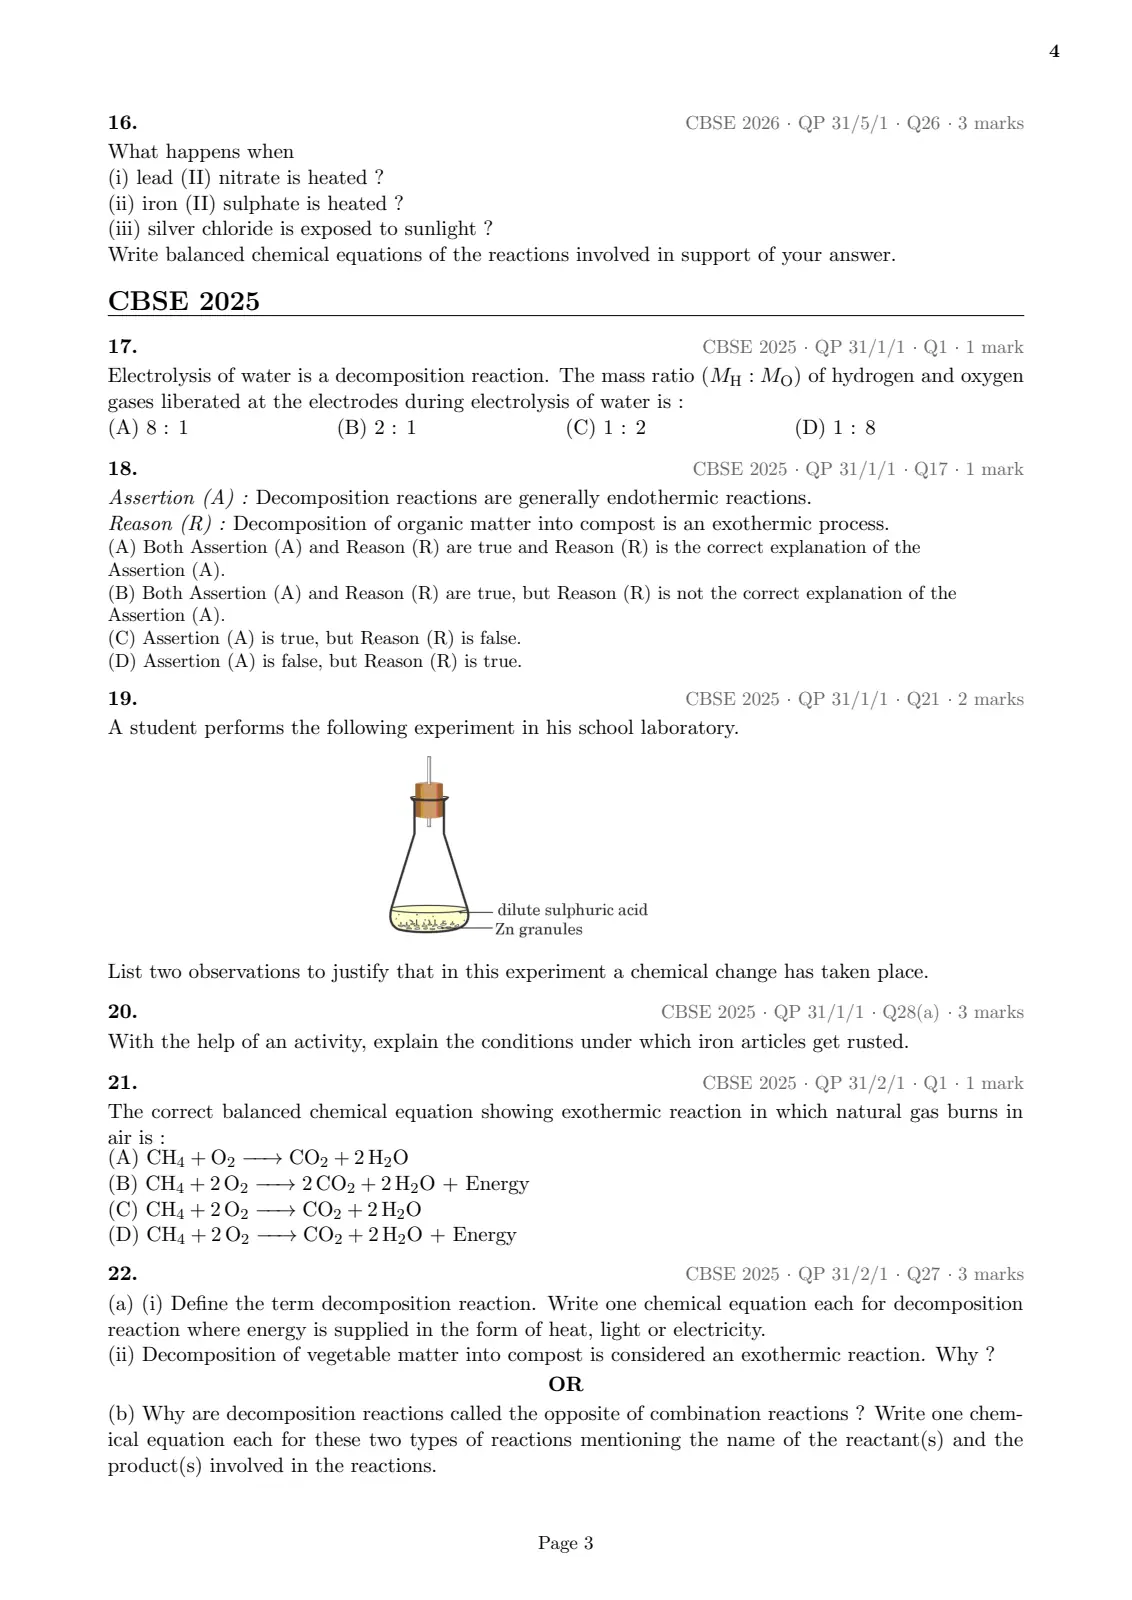 4
16. CBSE 2026 · QP 31/5/1 · Q26 · 3 marks
What happens when
(i) lead (II) nitrate is heated ?
(ii) iron (II) sulphate is heated ?
(iii) silver chloride is exposed to sunlight ?
Write balanced chemical equations of the reactions involved in support of your answer.
CBSE 2025
17. CBSE 2025 · QP 31/1/1 · Q1 · 1 mark
Electrolysis of water is a decomposition reaction. The mass ratio (M_H : M_O) of hydrogen and oxygen
gases liberated at the electrodes during electrolysis of water is :
(A) 8 : 1 (B) 2 : 1 (C) 1 : 2 (D) 1 : 8
18. CBSE 2025 · QP 31/1/1 · Q17 · 1 mark
Assertion (A) : Decomposition reactions are generally endothermic reactions.
Reason (R) : Decomposition of organic matter into compost is an exothermic process.
(A) Both Assertion (A) and Reason (R) are true and Reason (R) is the correct explanation of the
Assertion (A).
(B) Both Assertion (A) and Reason (R) are true, but Reason (R) is not the correct explanation of the
Assertion (A).
(C) Assertion (A) is true, but Reason (R) is false.
(D) Assertion (A) is false, but Reason (R) is true.
19. CBSE 2025 · QP 31/1/1 · Q21 · 2 marks
A student performs the following experiment in his school laboratory.
dilute sulphuric acid
Zn granules
List two observations to justify that in this experiment a chemical change has taken place.
20. CBSE 2025 · QP 31/1/1 · Q28(a) · 3 marks
With the help of an activity, explain the conditions under which iron articles get rusted.
21. CBSE 2025 · QP 31/2/1 · Q1 · 1 mark
The correct balanced chemical equation showing exothermic reaction in which natural gas burns in
air is :
(A) CH₄ + O₂ ⟶ CO₂ + 2 H₂O
(B) CH₄ + 2 O₂ ⟶ 2 CO₂ + 2 H₂O + Energy
(C) CH₄ + 2 O₂ ⟶ CO₂ + 2 H₂O
(D) CH₄ + 2 O₂ ⟶ CO₂ + 2 H₂O + Energy
22. CBSE 2025 · QP 31/2/1 · Q27 · 3 marks
(a) (i) Define the term decomposition reaction. Write one chemical equation each for decomposition
reaction where energy is supplied in the form of heat, light or electricity.
(ii) Decomposition of vegetable matter into compost is considered an exothermic reaction. Why ?
OR
(b) Why are decomposition reactions called the opposite of combination reactions ? Write one chem-
ical equation each for these two types of reactions mentioning the name of the reactant(s) and the
product(s) involved in the reactions.
Page 3